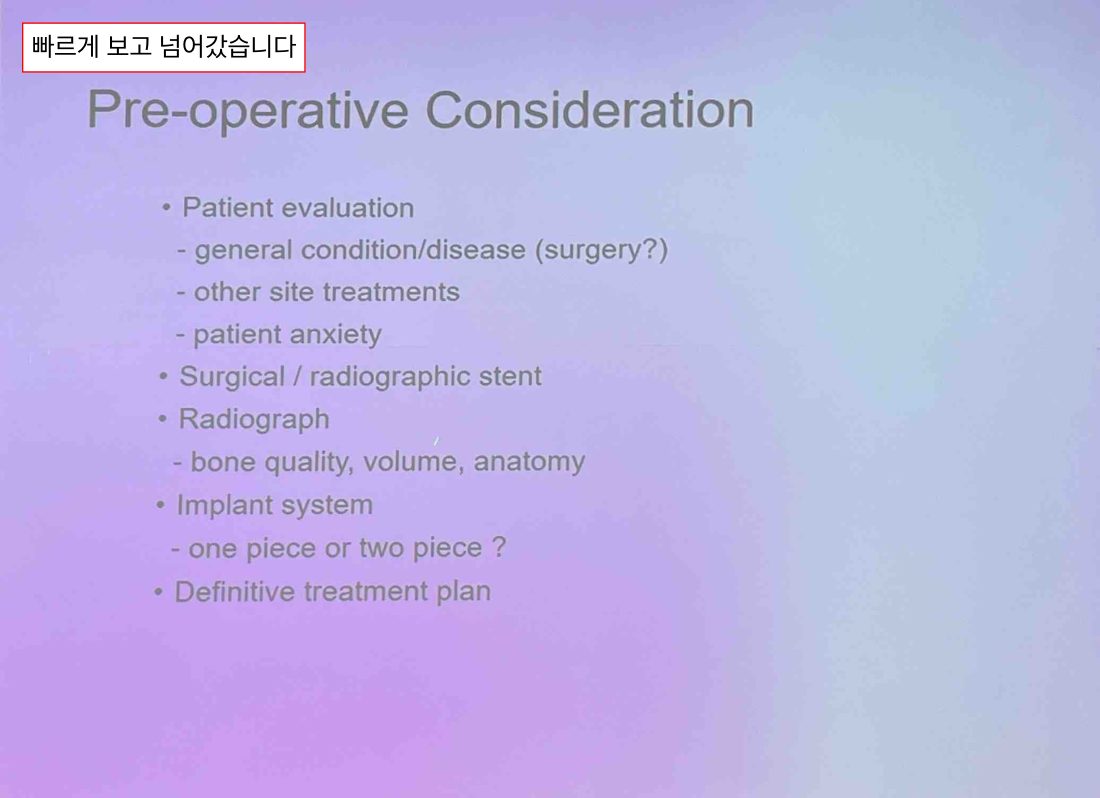 빠르게 보고 넘어갔습니다
Pre-operative Consideration
• Patient evaluation
- general condition/disease (surgery?)
- other site treatments
- patient anxiety
• Surgical / radiographic stent
• Radiograph
- bone quality, volume, anatomy
• Implant system
- one piece or two piece ?
• Definitive treatment plan